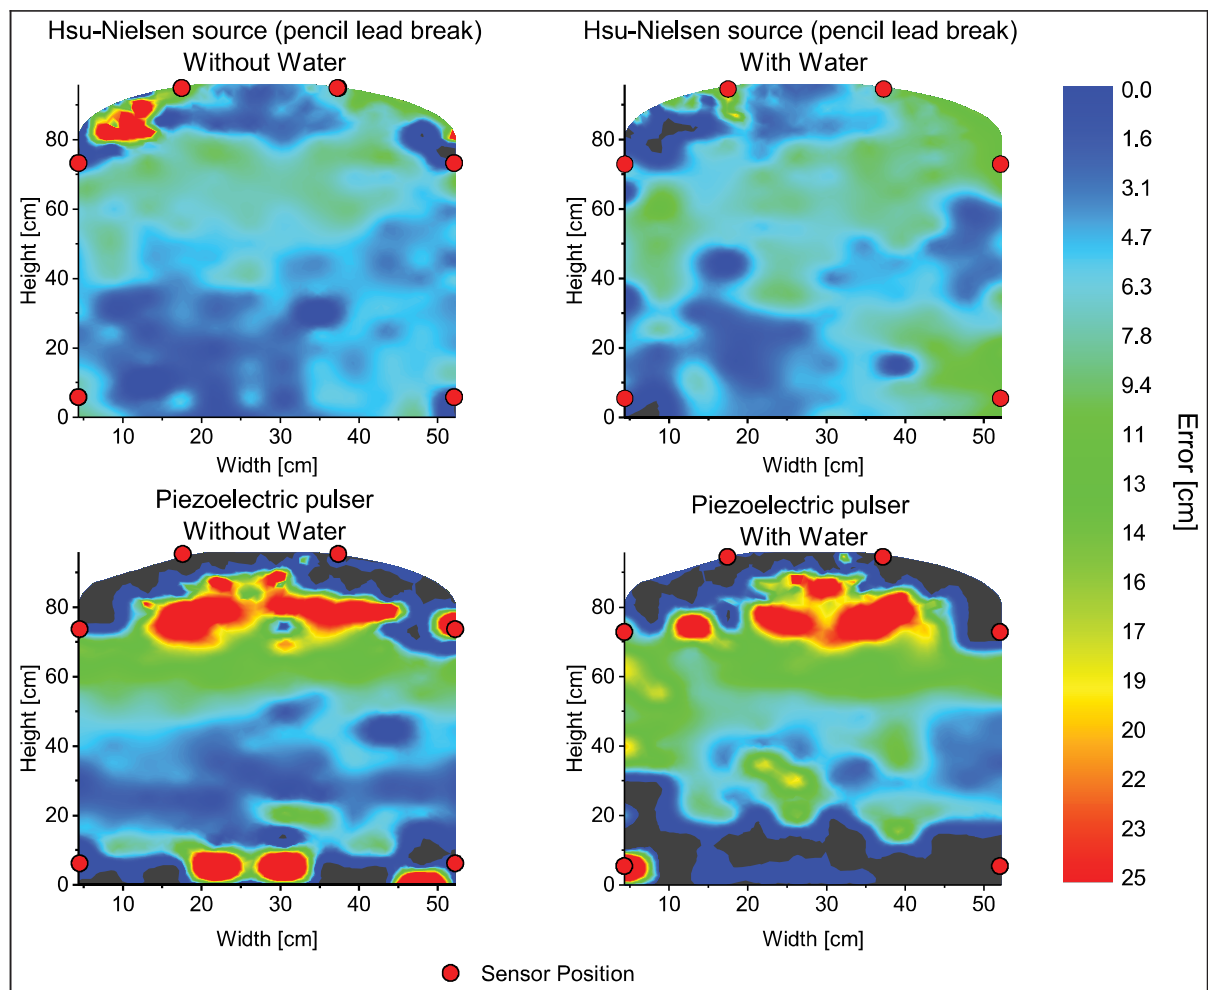 Hsu-Nielsen source (pencil lead break)
Without Water
Height [cm]
80
60
40
20
0
10 20 30 40 50
Width [cm]
Hsu-Nielsen source (pencil lead break)
With Water
Height [cm]
80
60
40
20
0
10 20 30 40 50
Width [cm]
Piezoelectric pulser
Without Water
Height [cm]
80
60
40
20
0
10 20 30 40 50
Width [cm]
Piezoelectric pulser
With Water
Height [cm]
80
60
40
20
0
10 20 30 40 50
Width [cm]
0.0
1.6
3.1
4.7
6.3
7.8
9.4
11
13
14
16
17
19
20
22
23
25
Error [cm]
Sensor Position